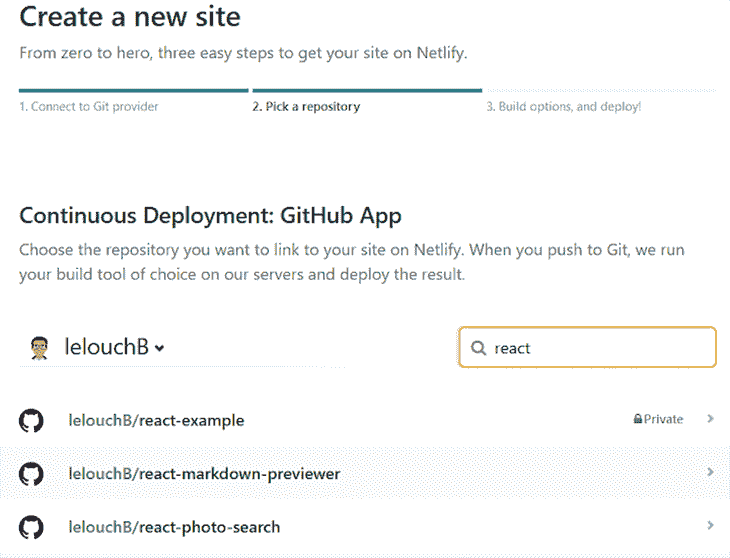 Create a new site
From zero to hero, three easy steps to get your site on Netlify.
1. Connect to Git provider
2. Pick a repository
3. Build options, and deploy!
Continuous Deployment: GitHub App
Choose the repository you want to link to your site on Netlify. When you push to Git, we run
your build tool of choice on our servers and deploy the result.
lelouchB
react
lelouchB/react-example
Private
lelouchB/react-markdown-previewer
lelouchB/react-photo-search